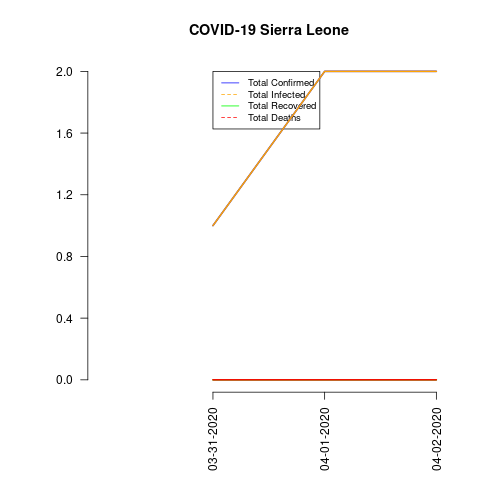 COVID-19 Sierra Leone
2.0
1.6
1.2
0.8
0.4
0.0
Total Confirmed
Total Infected
Total Recovered
Total Deaths
03-31-2020
04-01-2020
04-02-2020